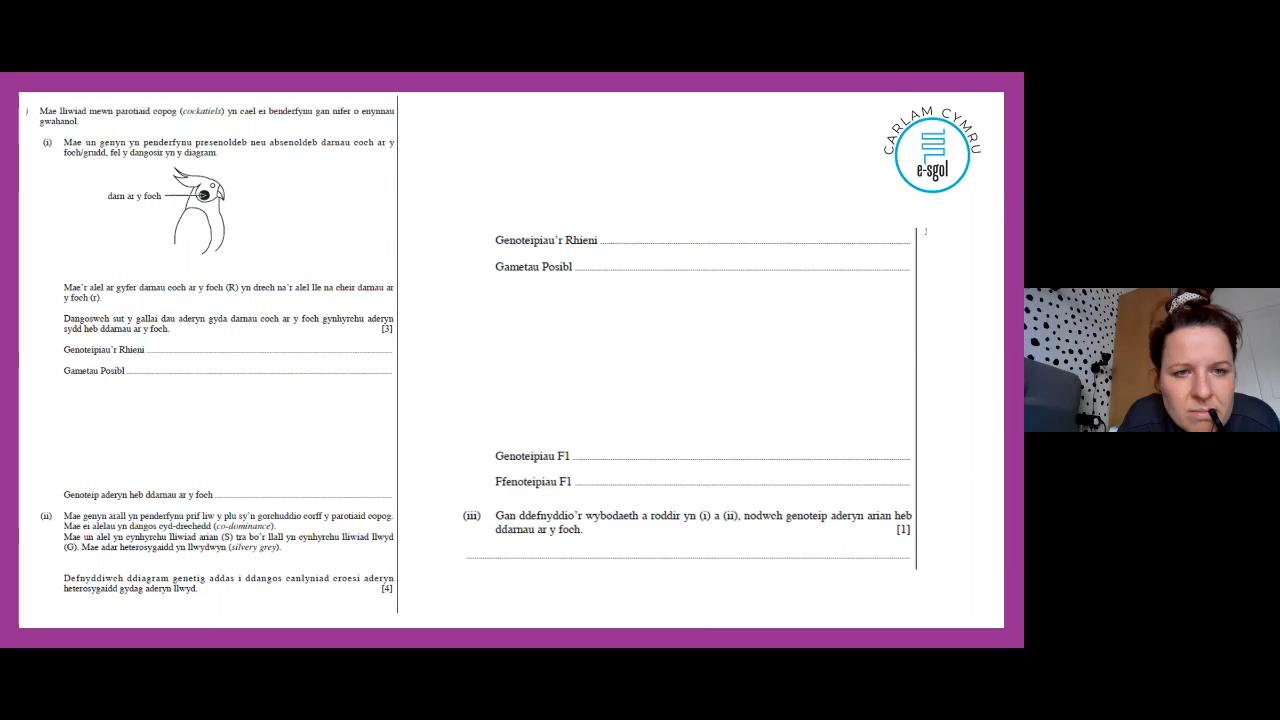 ) Mae lliwiad mewn parotiaid copog (cockatiels) yn cael ei benderfynu gan nifer o enynnau
gwahanol.
(i) Mae un genyn yn penderfynu presenoldeb neu absenoldeb darnau coch ar y
foch/grudd, fel y dangosir yn y diagram.
darn ar y foch
Mae'r alel ar gyfer darnau coch ar y foch (R) yn drech na'r alel lle na cheir darnau ar
y foch (r).
Dangoswch sut y gallai dau aderyn gyda darnau coch ar y foch gynhyrchu aderyn
sydd heb ddarnau ar y foch. [3]
Genoteipiau'r Rhieni
Gametau Posibl
Genoteip aderyn heb ddarnau ar y foch
(ii) Mae genyn arall yn penderfynu prif liw y plu sy'n gorchuddio corff y parotiaid copog.
Mae ei alelau yn dangos cyd-drechedd (co-dominance).
Mae un alel yn cynhyrchu lliwiad arian (S) tra bo'r llall yn cynhyrchu lliwiad llwyd
(G). Mae adar heterosygaidd yn llwydwyn (silvery grey).
Defnyddiwch ddiagram genetig addas i ddangos canlyniad croesi aderyn
heterosygaidd gydag aderyn llwyd. [4]
CARLAM CYMRU
e-sgol
Genoteipiau'r Rhieni
Gametau Posibl
Genoteipiau F1
Ffenoteipiau F1
(iii) Gan ddefnyddio'r wybodaeth a roddir yn (i) a (ii), nodwch genoteip aderyn arian heb
ddarnau ar y foch. [1]